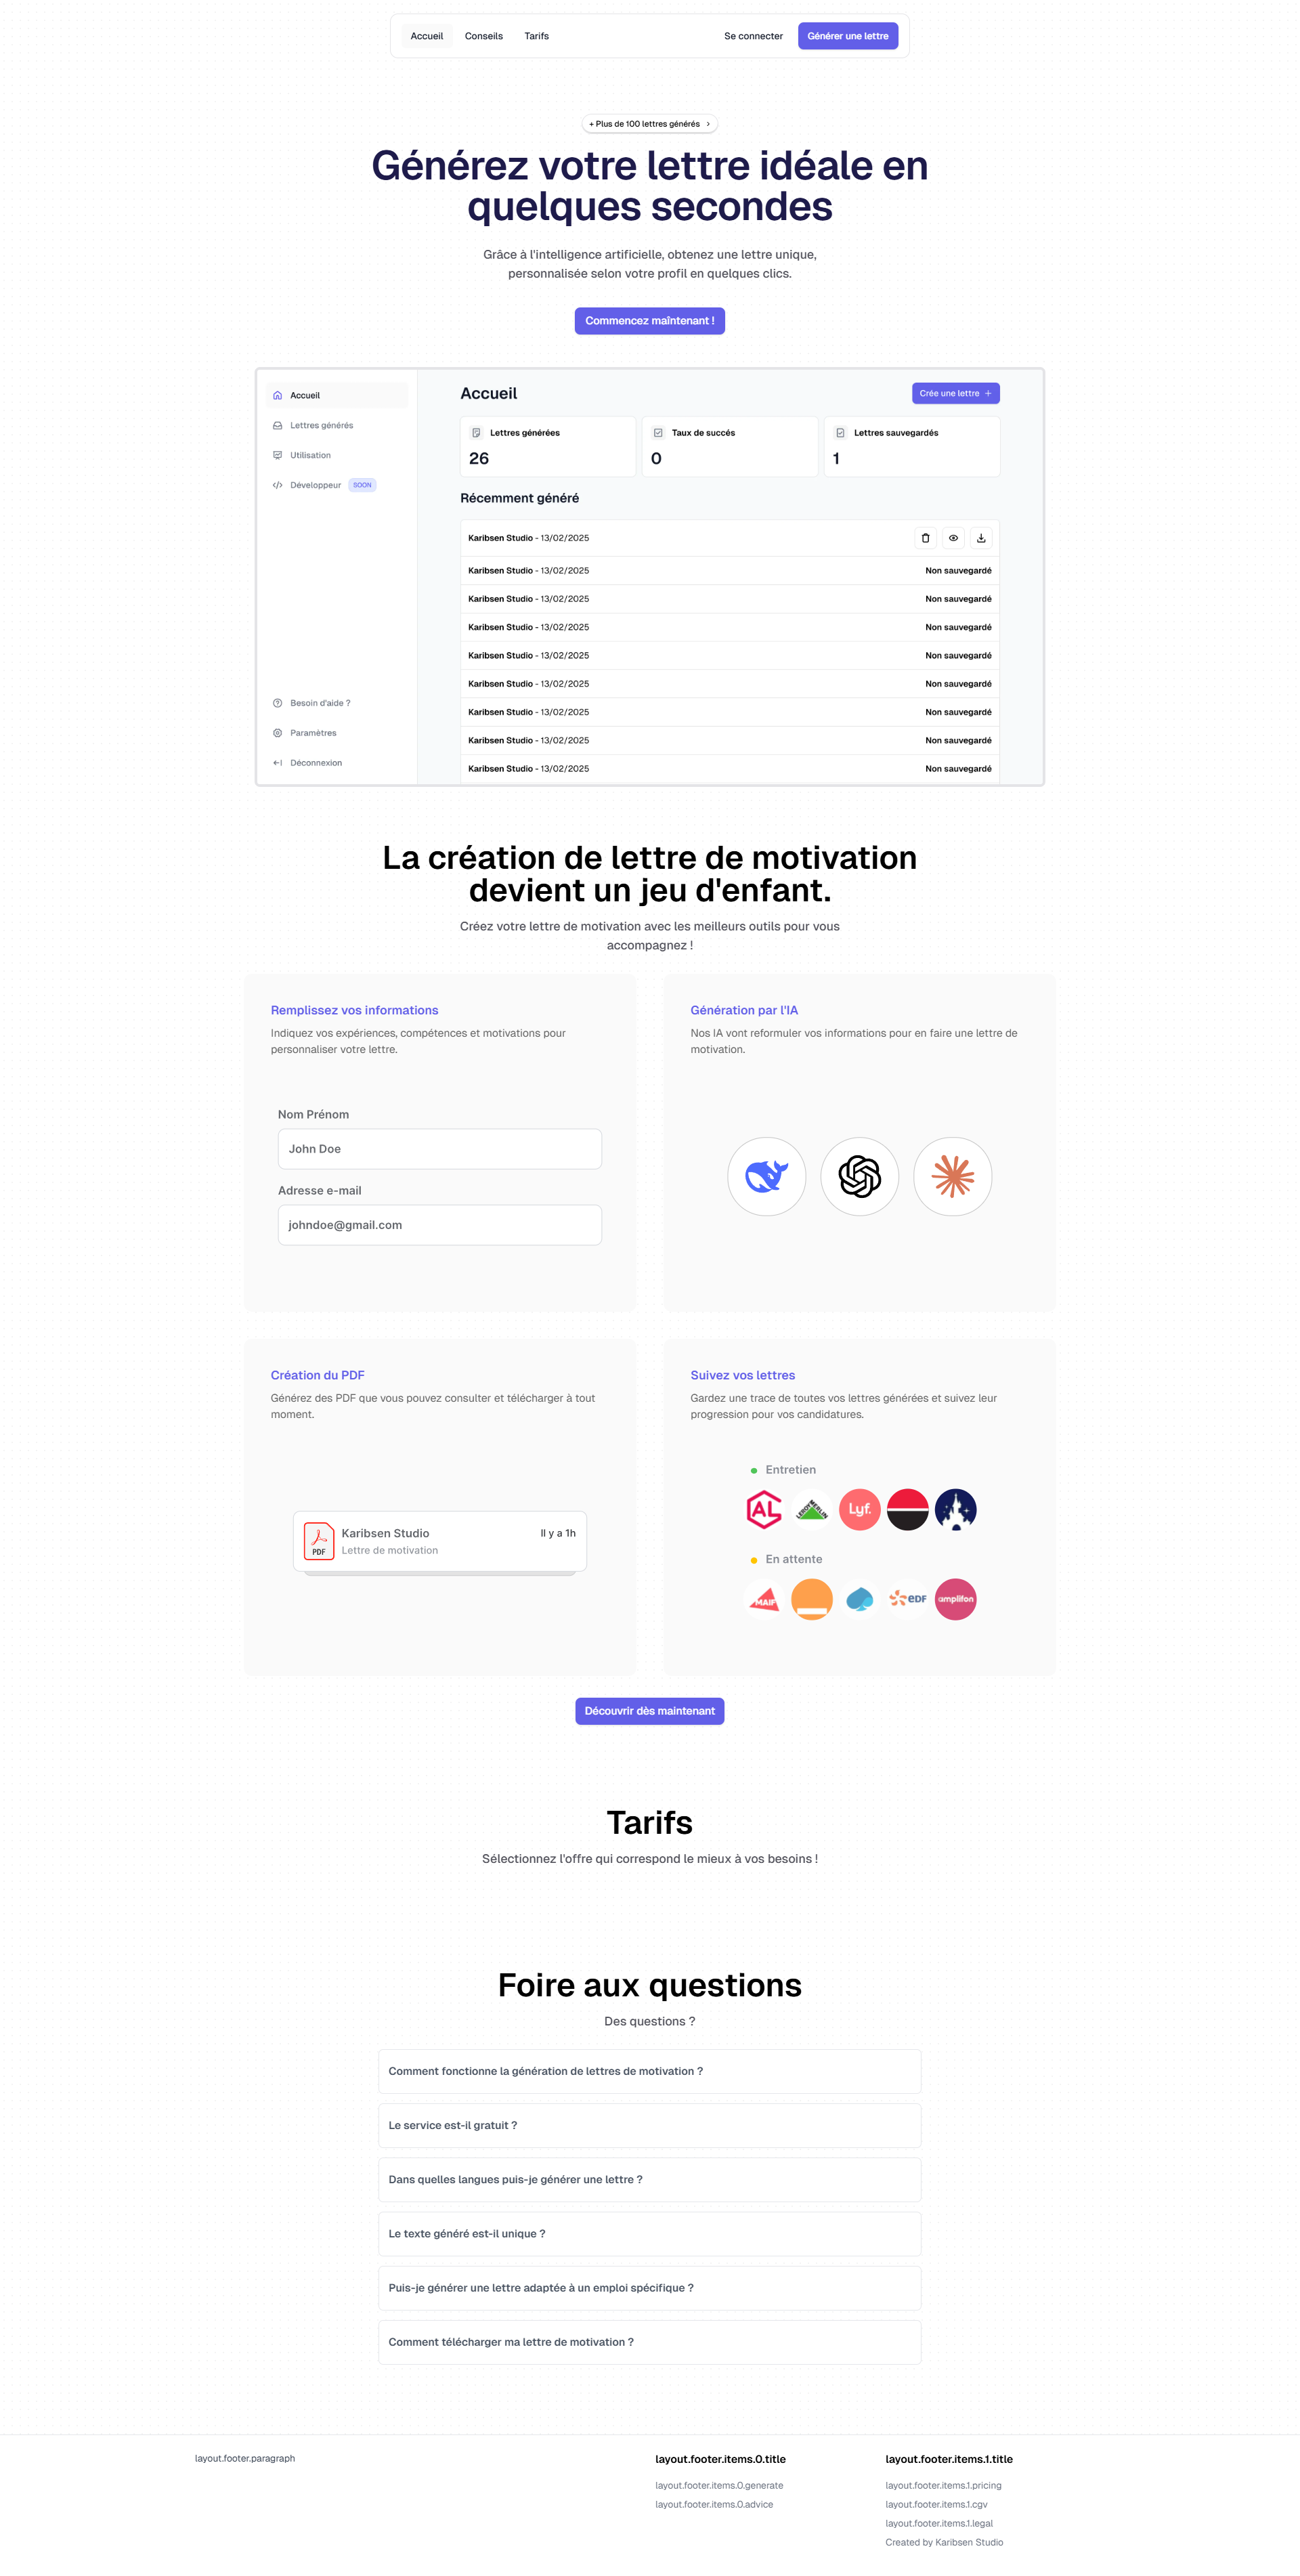 Accueil
Conseils
Tarifs
Se connecter
Générer une lettre
+ Plus de 100 lettres générés
Générez votre lettre idéale en
quelques secondes
Grâce à l'intelligence artificielle, obtenez une lettre unique,
personnalisée selon votre profil en quelques clics.
Commencez maîntenant !
Accueil
Lettres générés
Utilisation
Développeur
SOON
Besoin d'aide ?
Paramètres
Déconnexion
Accueil
Crée une lettre
Lettres générées
26
Taux de succés
0
Lettres sauvegardés
1
Récemment généré
Karibsen Studio - 13/02/2025
Karibsen Studio - 13/02/2025
Non sauvegardé
Karibsen Studio - 13/02/2025
Non sauvegardé
Karibsen Studio - 13/02/2025
Non sauvegardé
Karibsen Studio - 13/02/2025
Non sauvegardé
Karibsen Studio - 13/02/2025
Non sauvegardé
Karibsen Studio - 13/02/2025
Non sauvegardé
Karibsen Studio - 13/02/2025
Non sauvegardé
Karibsen Studio - 13/02/2025
Non sauvegardé
La création de lettre de motivation
devient un jeu d'enfant.
Créez votre lettre de motivation avec les meilleurs outils pour vous
accompagnez !
Remplissez vos informations
Indiquez vos expériences, compétences et motivations pour
personnaliser votre lettre.
Nom Prénom
John Doe
Adresse e-mail
johndoe@gmail.com
Génération par l'IA
Nos IA vont reformuler vos informations pour en faire une lettre de
motivation.
Création du PDF
Générez des PDF que vous pouvez consulter et télécharger à tout
moment.
PDF
Karibsen Studio
Il y a 1h
Lettre de motivation
Suivez vos lettres
Gardez une trace de toutes vos lettres générées et suivez leur
progression pour vos candidatures.
Entretien
AL
LEROY MERLIN
Lyf.
En attente
MAIF
eDF
amplifon
Découvrir dès maintenant
Tarifs
Sélectionnez l'offre qui correspond le mieux à vos besoins !
Foire aux questions
Des questions ?
Comment fonctionne la génération de lettres de motivation ?
Le service est-il gratuit ?
Dans quelles langues puis-je générer une lettre ?
Le texte généré est-il unique ?
Puis-je générer une lettre adaptée à un emploi spécifique ?
Comment télécharger ma lettre de motivation ?
layout.footer.paragraph
layout.footer.items.0.title
layout.footer.items.0.generate
layout.footer.items.0.advice
layout.footer.items.1.title
layout.footer.items.1.pricing
layout.footer.items.1.cgv
layout.footer.items.1.legal
Created by Karibsen Studio